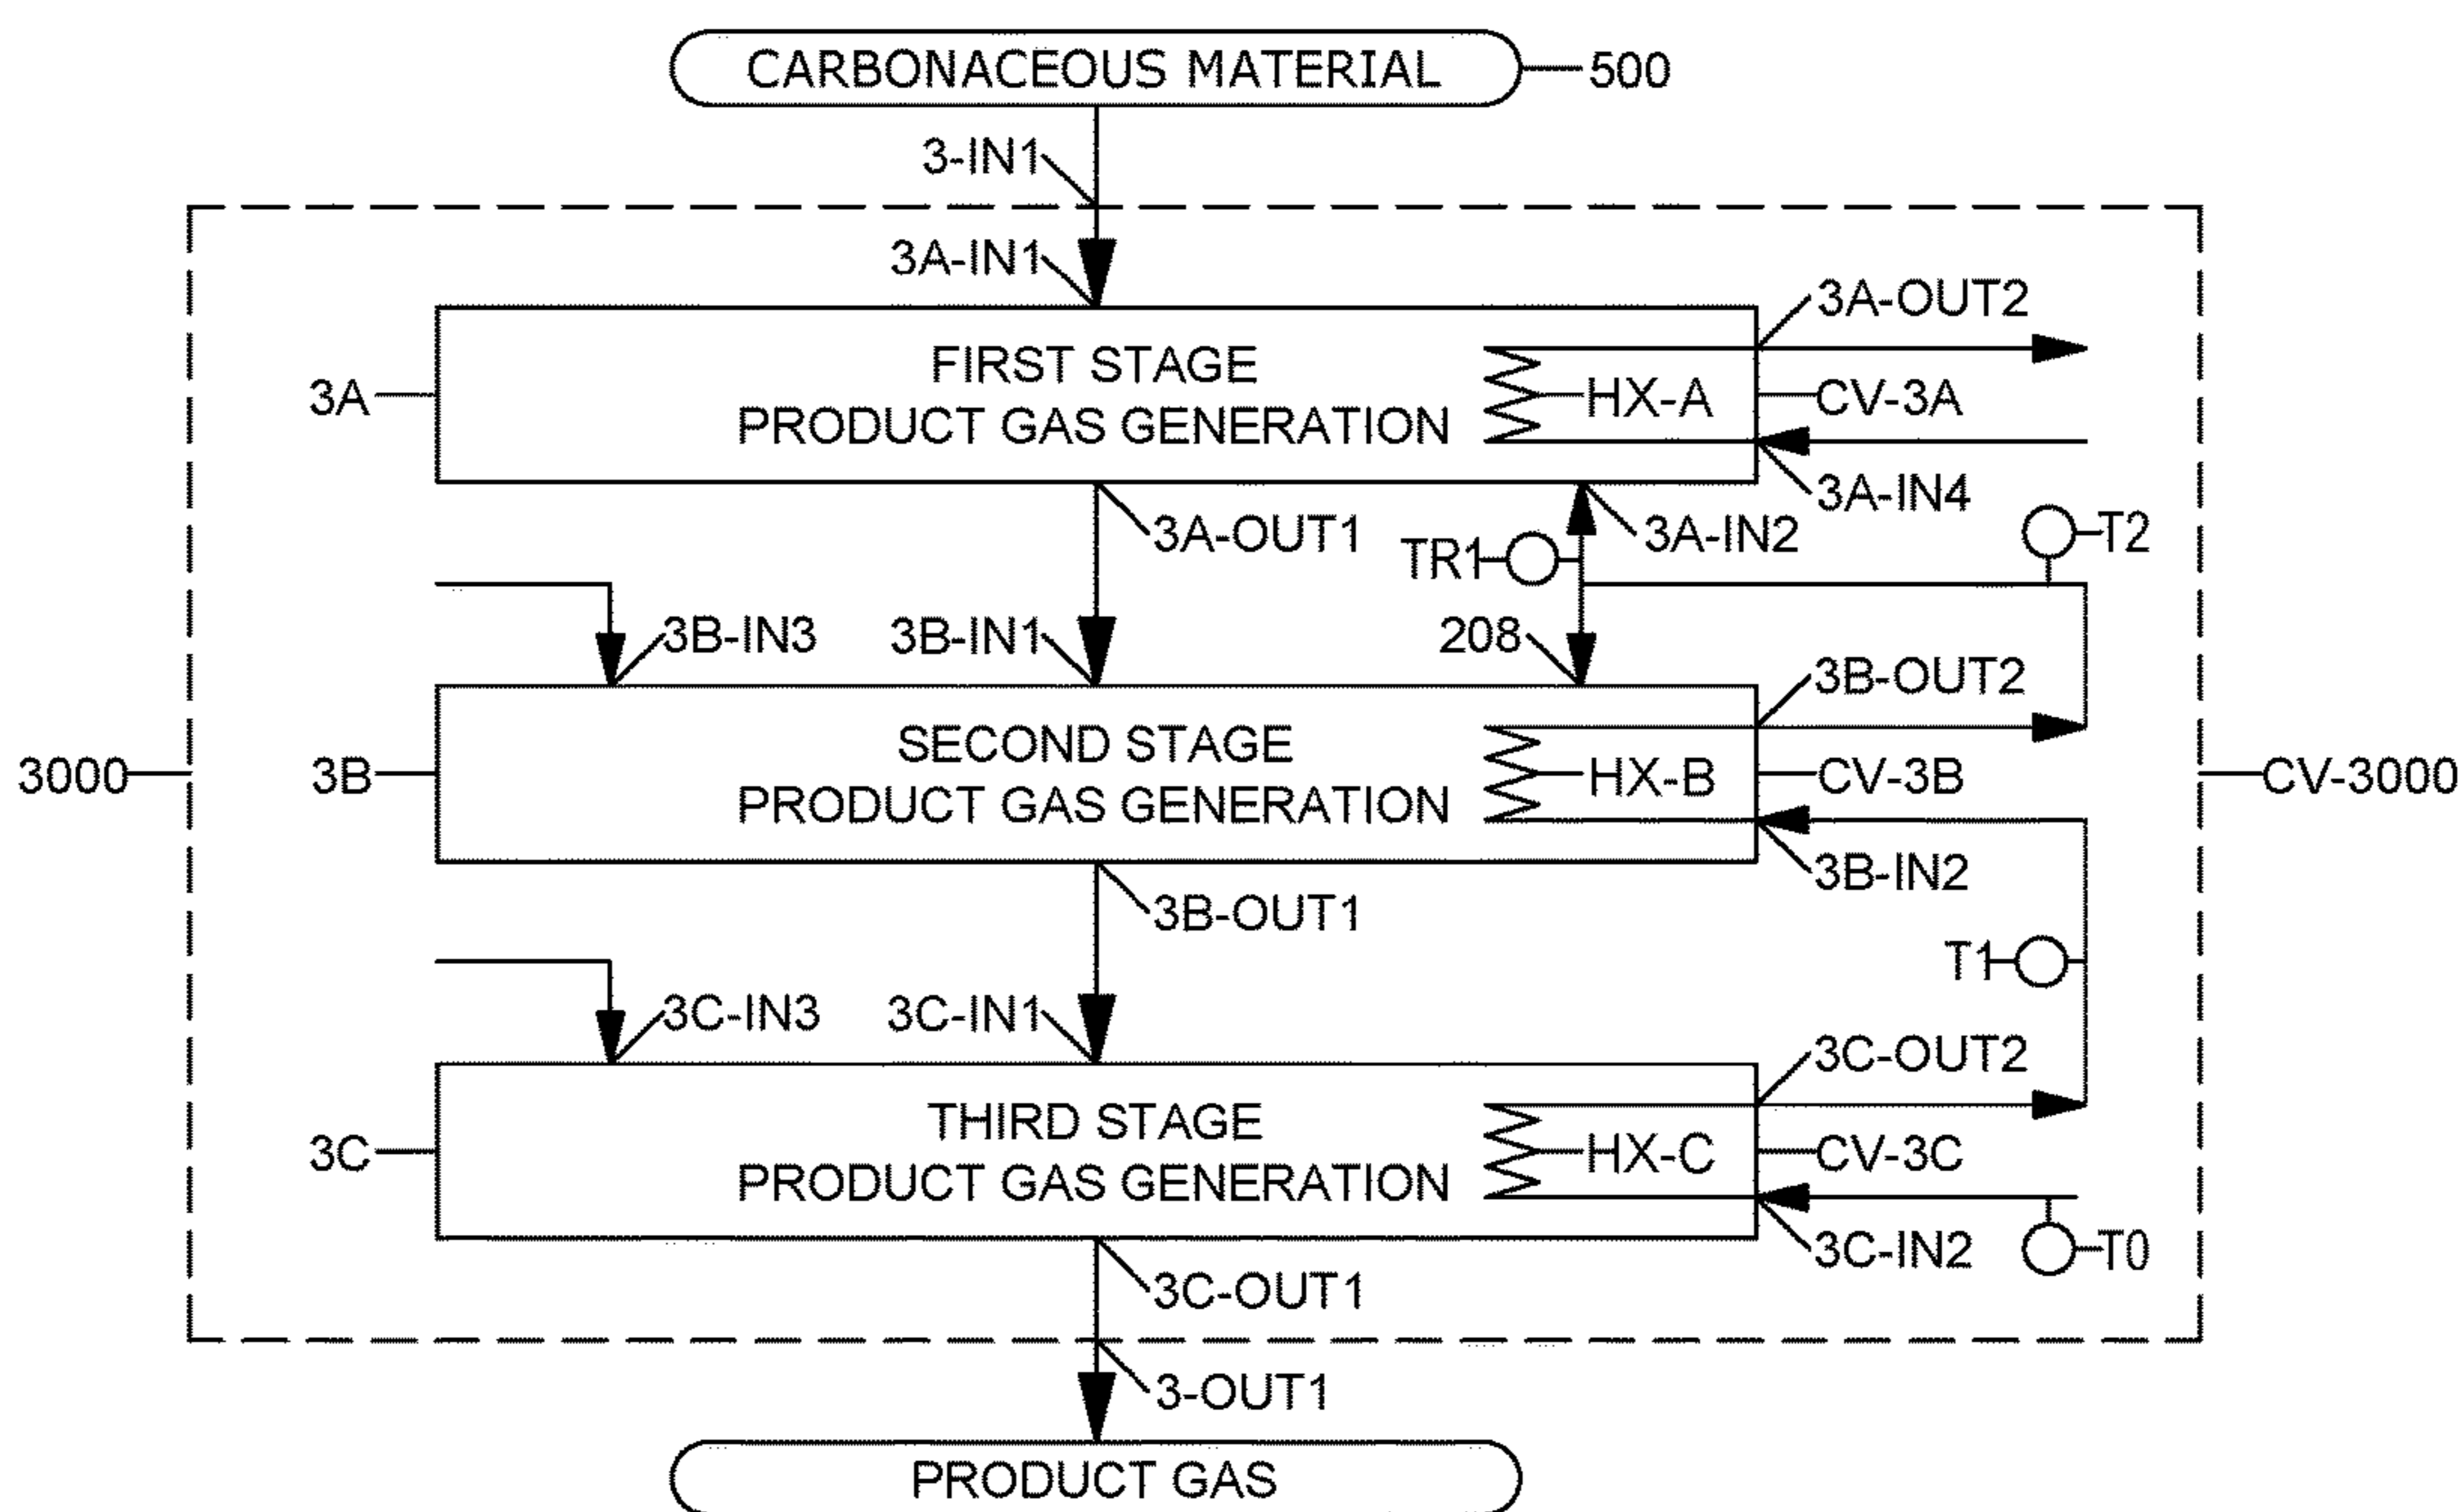 CARBONACEOUS MATERIAL
500
3-IN1
3A-IN1
3A-OUT2
FIRST STAGE
PRODUCT GAS GENERATION
3A
HX-A
CV-3A
3A-IN4
3A-OUT1
3A-IN2
TR1
T2
3B-IN3
3B-IN1
208
3B-OUT2
SECOND STAGE
PRODUCT GAS GENERATION
3000
3B
HX-B
CV-3B
CV-3000
3B-IN2
3B-OUT1
T1
3C-IN3
3C-IN1
3C-OUT2
THIRD STAGE
PRODUCT GAS GENERATION
3C
HX-C
CV-3C
3C-IN2
T0
3C-OUT1
3-OUT1
PRODUCT GAS